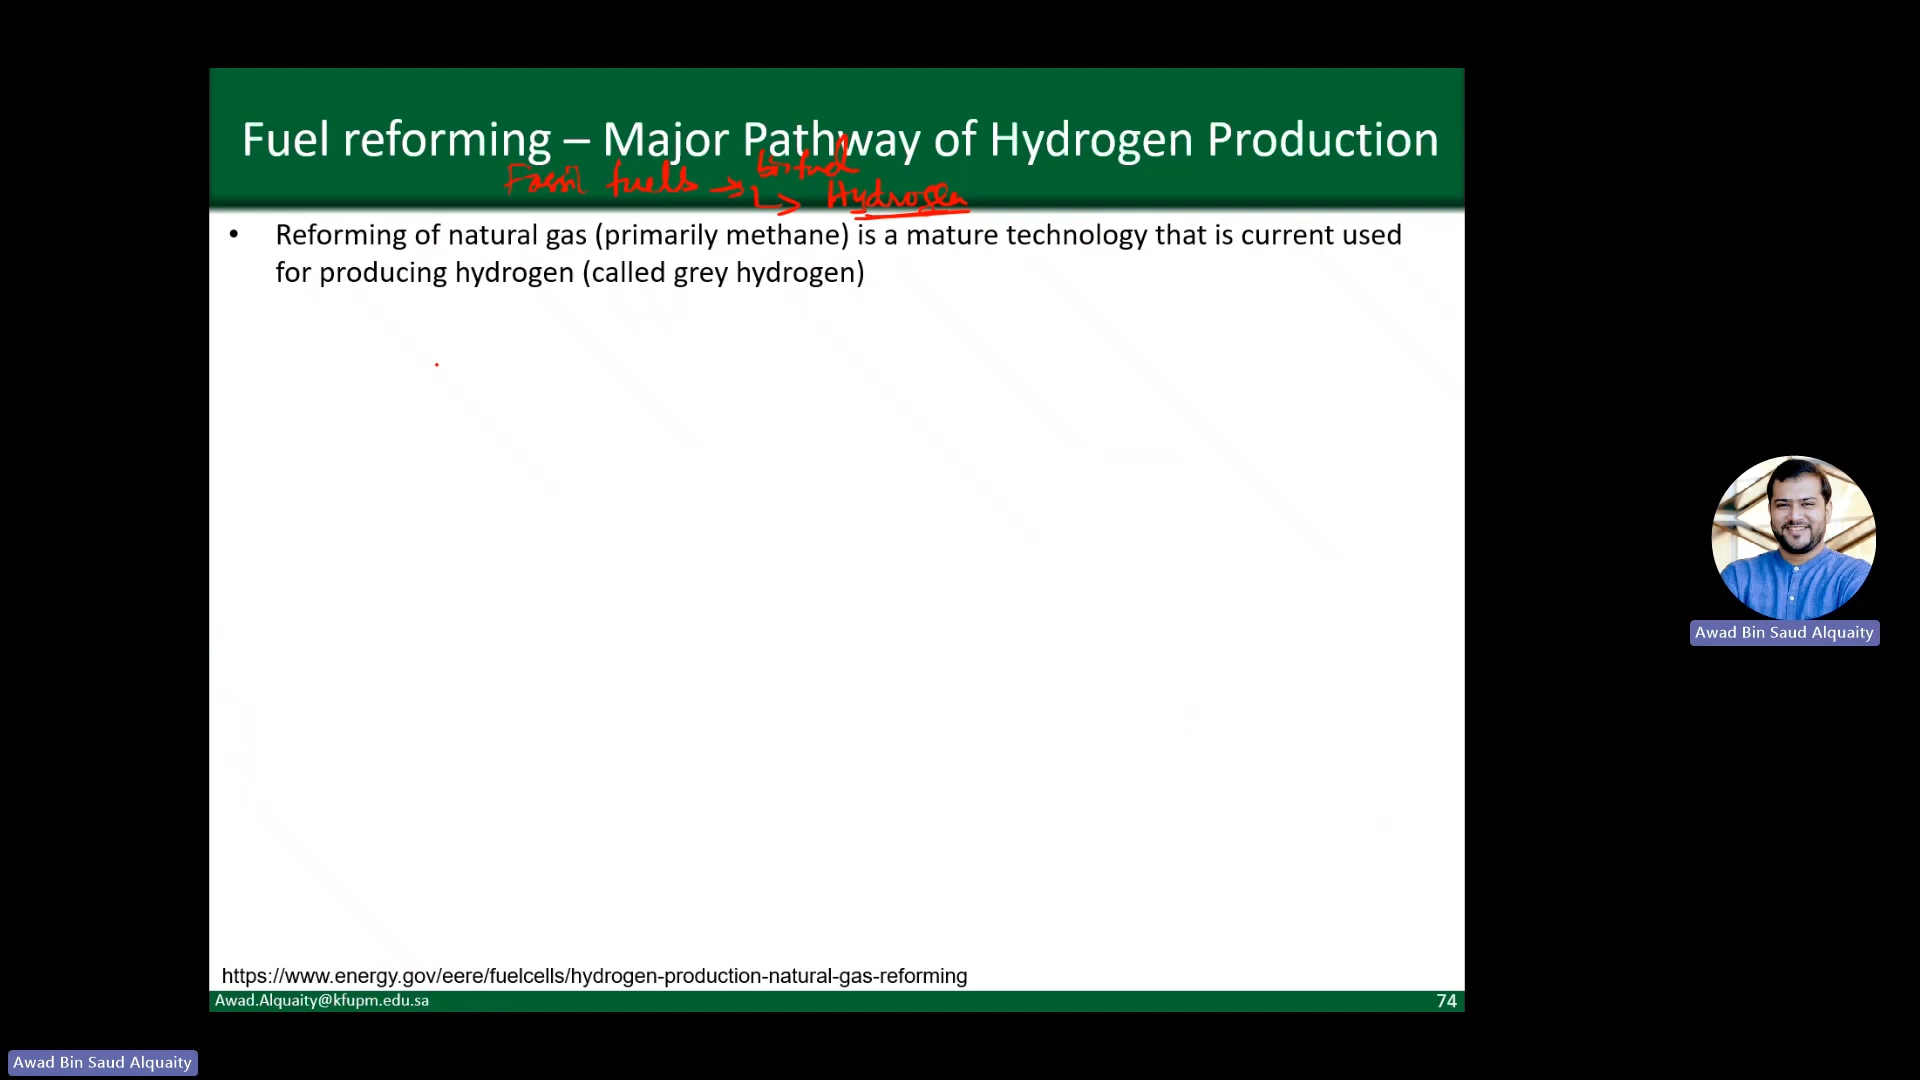 Fuel reforming – Major Pathway of Hydrogen Production
Fossil fuels → biofuel
↳ Hydrogen
• Reforming of natural gas (primarily methane) is a mature technology that is current used
for producing hydrogen (called grey hydrogen)
Awad Bin Saud Alquaity
https://www.energy.gov/eere/fuelcells/hydrogen-production-natural-gas-reforming
Awad.Alquaity@kfupm.edu.sa 74
Awad Bin Saud Alquaity